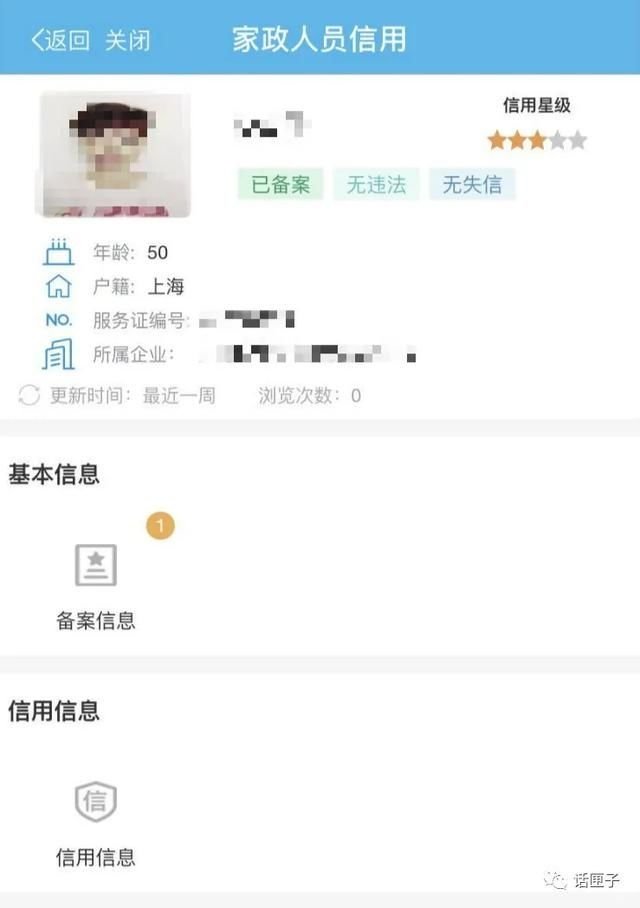 返回 关闭 家政人员信用
信用星级
已备案 无违法 无失信
年龄: 50
户籍: 上海
NO. 服务证编号:
所属企业:
更新时间: 最近一周 浏览次数: 0
基本信息
1
备案信息
信用信息
信
信用信息
话匣子